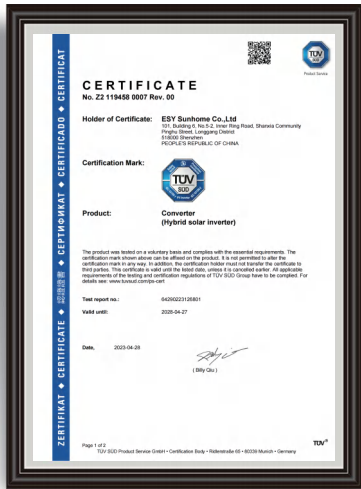 TÜV
SÜD
Product Service
CERTIFICATE
No. Z2 119458 0007 Rev. 00
Holder of Certificate: ESY Sunhome Co.,Ltd
101, Building 6, No.5-2, Inner Ring Road, Shanxia Community
Pinghu Street, Longgang District
518000 Shenzhen
PEOPLE'S REPUBLIC OF CHINA
Certification Mark:
TÜV
SÜD
Product: Converter
(Hybrid solar inverter)
The product was tested on a voluntary basis and complies with the essential requirements. The
certification mark shown above can be affixed on the product. It is not permitted to alter the
certification mark in any way. In addition, the certification holder must not transfer the certificate to
third parties. This certificate is valid until the listed date, unless it is cancelled earlier. All applicable
requirements of the testing and certification regulations of TÜV SÜD Group have to be complied. For
details see: www.tuvsud.com/ps-cert
Test report no.: 64290223126801
Valid until: 2028-04-27
Date, 2023-04-28
( Billy Qiu )
Page 1 of 2
TÜV SÜD Product Service GmbH • Certification Body • Ridlerstraße 65 • 80339 Munich • Germany
TÜV®
ZERTIFIKAT ◆ CERTIFICATE ◆ 認證證書 ◆ СЕРТИФИКАТ ◆ CERTIFICADO ◆ CERTIFICAT